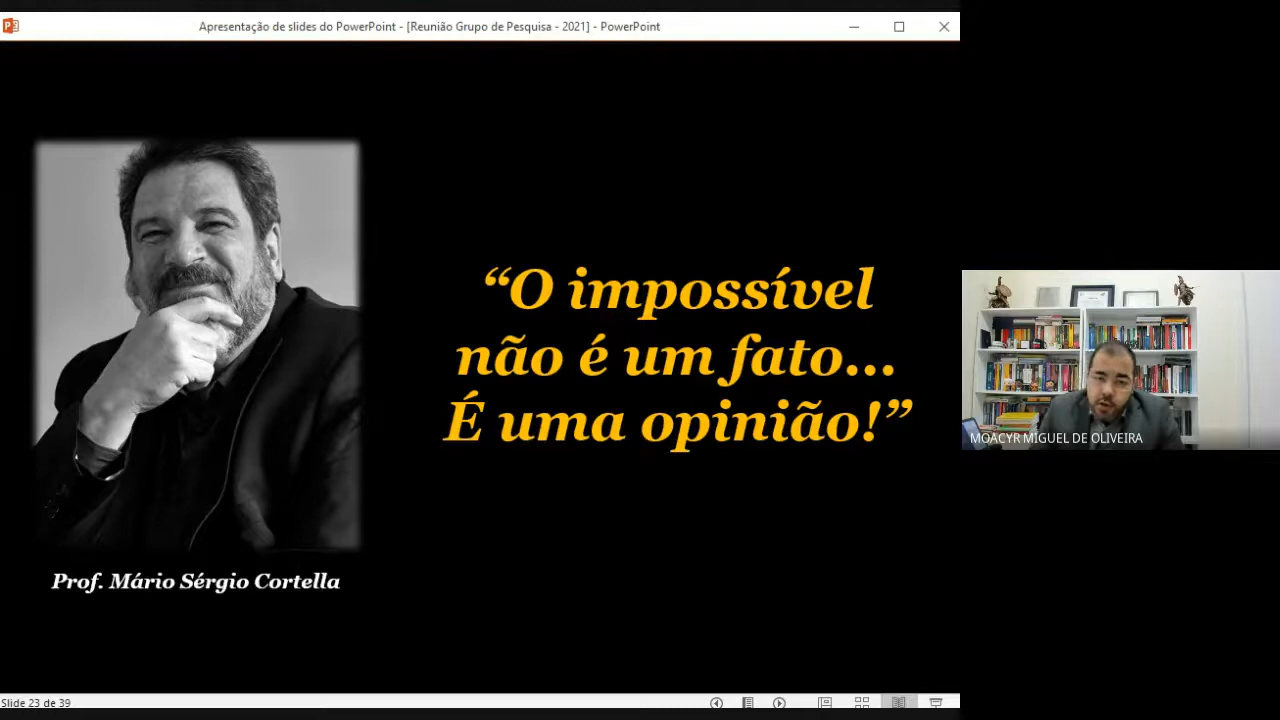 Apresentação de slides do PowerPoint - [Reunião Grupo de Pesquisa - 2021] - PowerPoint
“O impossível
não é um fato...
É uma opinião!”
MOACYR MIGUEL DE OLIVEIRA
Prof. Mário Sérgio Cortella
Slide 23 de 39